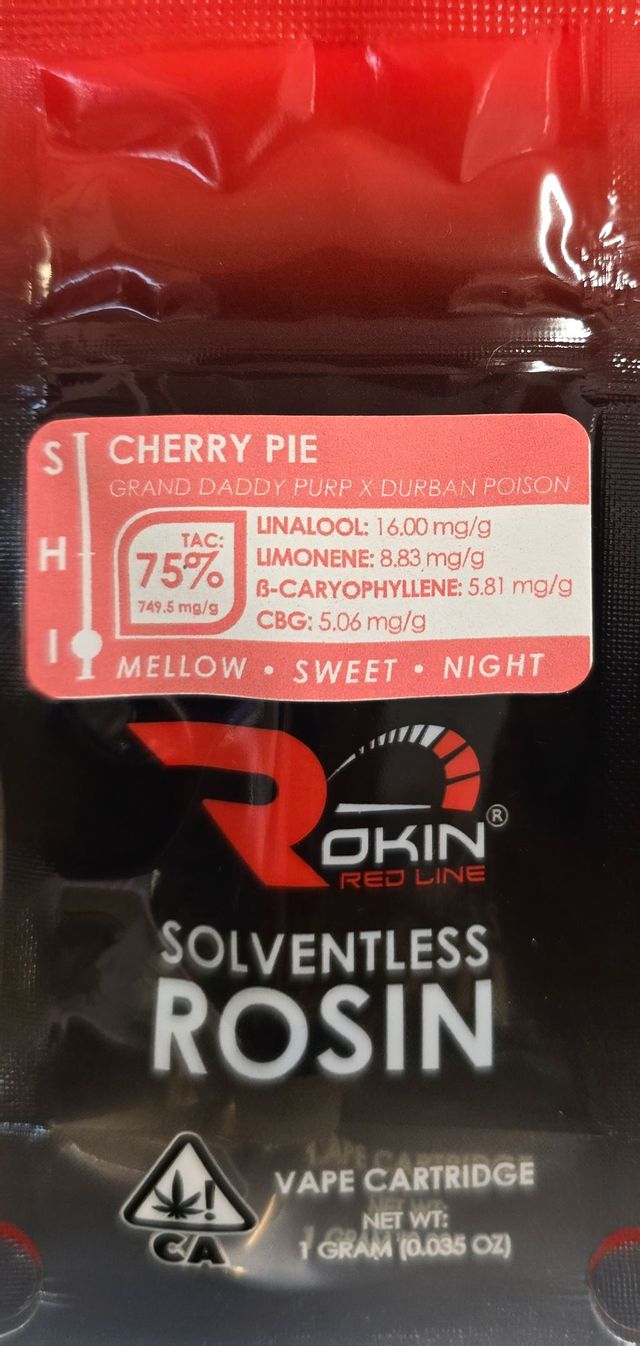 S
H
I
CHERRY PIE
GRAND DADDY PURP X DURBAN POISON
TAC:
75%
749.5 mg/g
LINALOOL: 16.00 mg/g
LIMONENE: 8.83 mg/g
ß-CARYOPHYLLENE: 5.81 mg/g
CBG: 5.06 mg/g
MELLOW • SWEET • NIGHT
ROKIN®
RED LINE
SOLVENTLESS
ROSIN
!
CA
VAPE CARTRIDGE
NET WT:
1 GRAM (0.035 OZ)